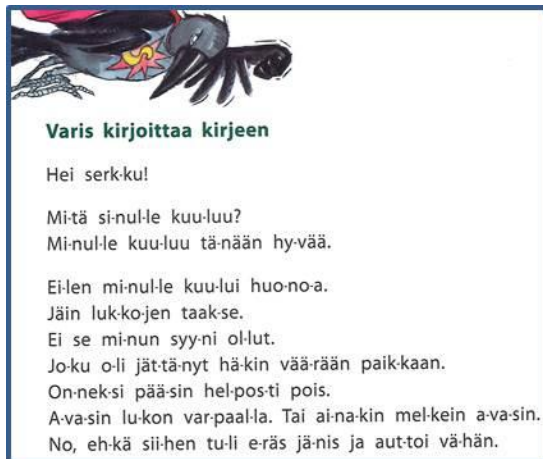 Varis kirjoittaa kirjeen
Hei serk·ku!
Mi·tä si·nul·le kuu·luu?
Mi·nul·le kuu·luu tä·nään hy·vää.
Ei·len mi·nul·le kuu·lui huo·no·a.
Jäin luk·ko·jen taak·se.
Ei se mi·nun syy·ni ol·lut.
Jo·ku o·li jät·tä·nyt hä·kin vää·rään paik·kaan.
On·nek·si pää·sin hel·pos·ti pois.
A·va·sin lu·kon var·paal·la. Tai ai·na·kin mel·kein a·va·sin.
No, eh·kä sii·hen tu·li e·räs jä·nis ja aut·toi vä·hän.